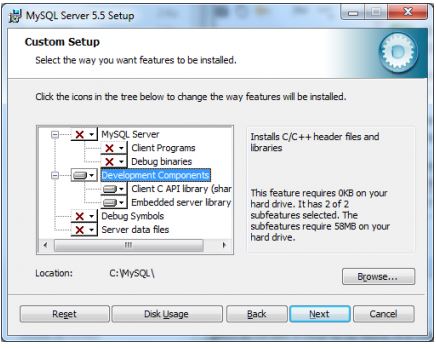 MySQL Server 5.5 Setup
Custom Setup
Select the way you want features to be installed.
Click the icons in the tree below to change the way features will be installed.
MySQL Server
Client Programs
Debug binaries
Development Components
Client C API library (shar
Embedded server library
Debug Symbols
Server data files
Installs C/C++ header files and
libraries
This feature requires 0KB on your
hard drive. It has 2 of 2
subfeatures selected. The
subfeatures require 58MB on your
hard drive.
Location: C:\MySQL\
Browse...
Reset Disk Usage Back Next Cancel